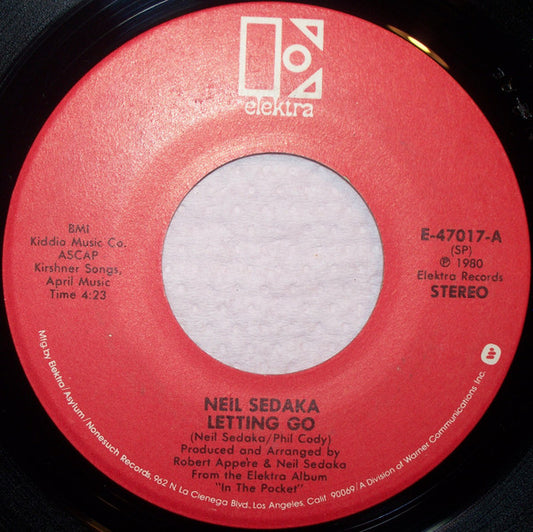 elektra
BMI
Kiddio Music Co.
ASCAP
Kirshner Songs,
April Music
Time 4:23
E-47017-A
(SP)
℗ 1980
Elektra Records
STEREO
NEIL SEDAKA
LETTING GO
(Neil Sedaka/Phil Cody)
Produced and Arranged by
Robert Appere & Neil Sedaka
From the Elektra Album
"In The Pocket"
Mfg by Elektra/Asylum/Nonesuch Records, 962 N. La Cienega Blvd., Los Angeles, Calif. 90069/A Division of Warner Communications Inc.